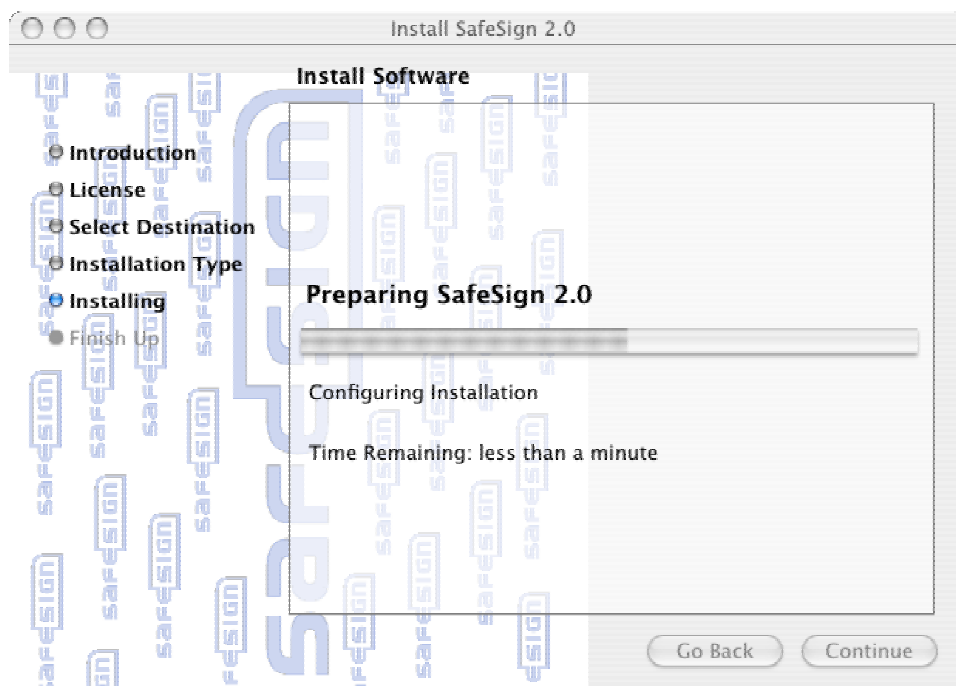 Install SafeSign 2.0
Install Software
Introduction
License
Select Destination
Installation Type
Installing
Finish Up
Preparing SafeSign 2.0
Configuring Installation
Time Remaining: less than a minute
Go Back
Continue
safesign